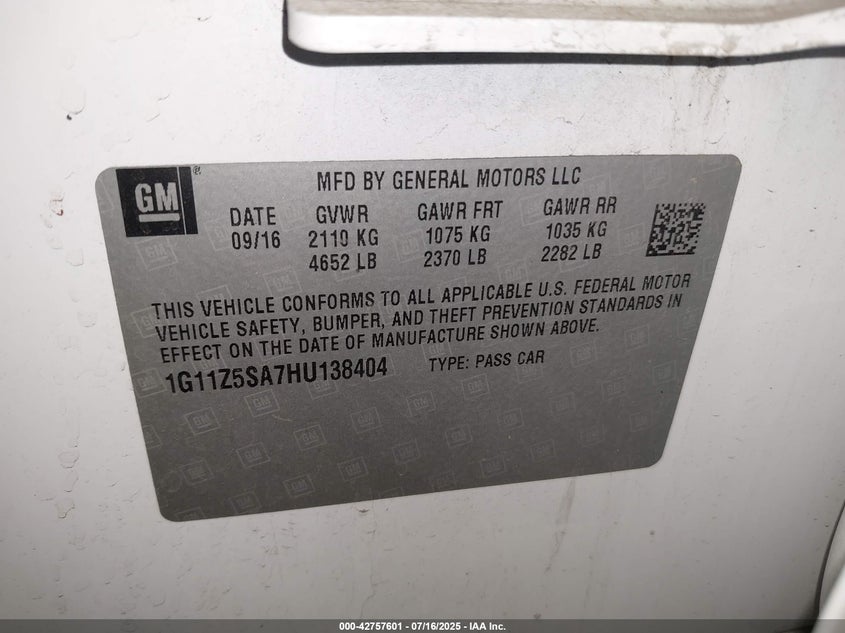 GM ®
MFD BY GENERAL MOTORS LLC
DATE GVWR GAWR FRT GAWR RR
09/16 2110 KG 1075 KG 1035 KG
4652 LB 2370 LB 2282 LB
THIS VEHICLE CONFORMS TO ALL APPLICABLE U.S. FEDERAL MOTOR
VEHICLE SAFETY, BUMPER, AND THEFT PREVENTION STANDARDS IN
EFFECT ON THE DATE OF MANUFACTURE SHOWN ABOVE.
1G11Z5SA7HU138404 TYPE: PASS CAR
000-42757601 - 07/16/2025 - IAA Inc.